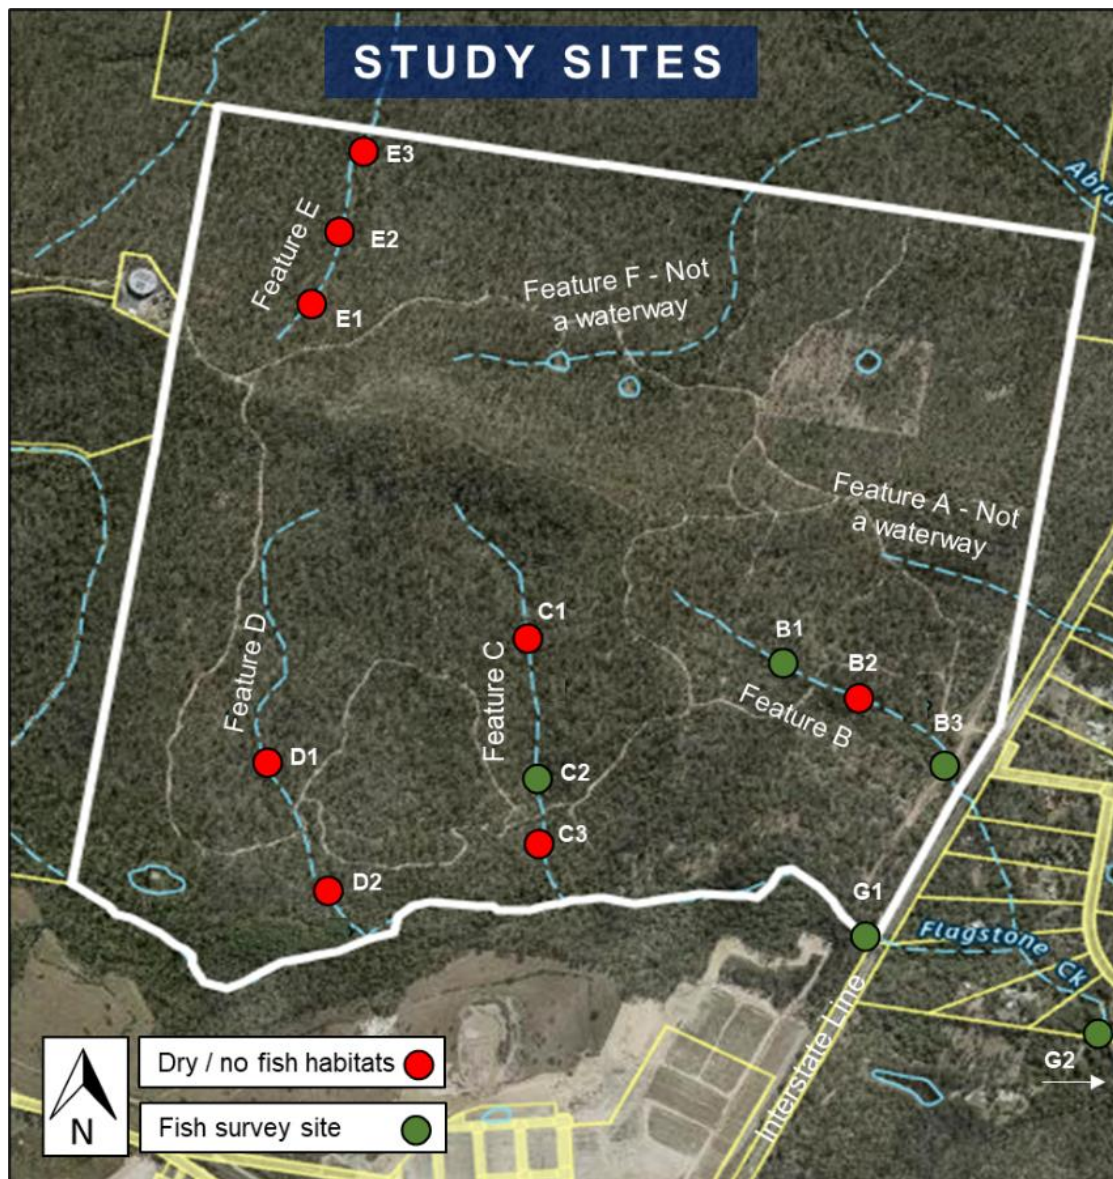 STUDY SITES
E3
Abra
E2
Feature E
E1
Feature F - Not
a waterway
Feature A - Not
a waterway
C1
B1
B2
Feature D
Feature C
Feature B
B3
D1
C2
C3
D2
G1
Flagstone Ck
Interstate Line
G2
Dry / no fish habitats
Fish survey site
N